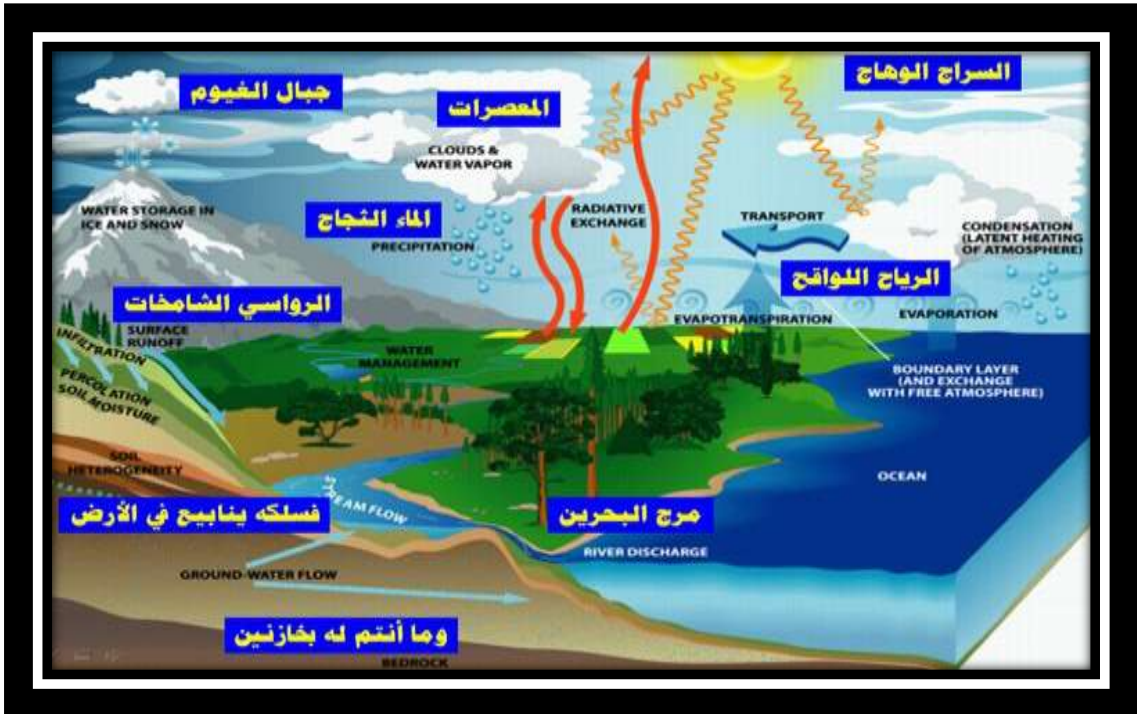 السراج الوهاج
جبال الغيوم
المعصرات
CLOUDS &
WATER VAPOR
WATER STORAGE IN
ICE AND SNOW
الماء الثجاج
PRECIPITATION
RADIATIVE
EXCHANGE
TRANSPORT
CONDENSATION
(LATENT HEATING
OF ATMOSPHERE)
الرياح اللواقح
الرواسي الشامخات
EVAPOTRANSPIRATION
EVAPORATION
SURFACE
RUNOFF
INFILTRATION
WATER
MANAGEMENT
PERCOLATION
SOIL MOISTURE
BOUNDARY LAYER
(AND EXCHANGE
WITH FREE ATMOSPHERE)
SOIL
HETEROGENEITY
OCEAN
فسلكه ينابيع في الأرض
STREAM FLOW
مرج البحرين
RIVER DISCHARGE
GROUND-WATER FLOW
وما أنتم له بخازنين
BEDROCK